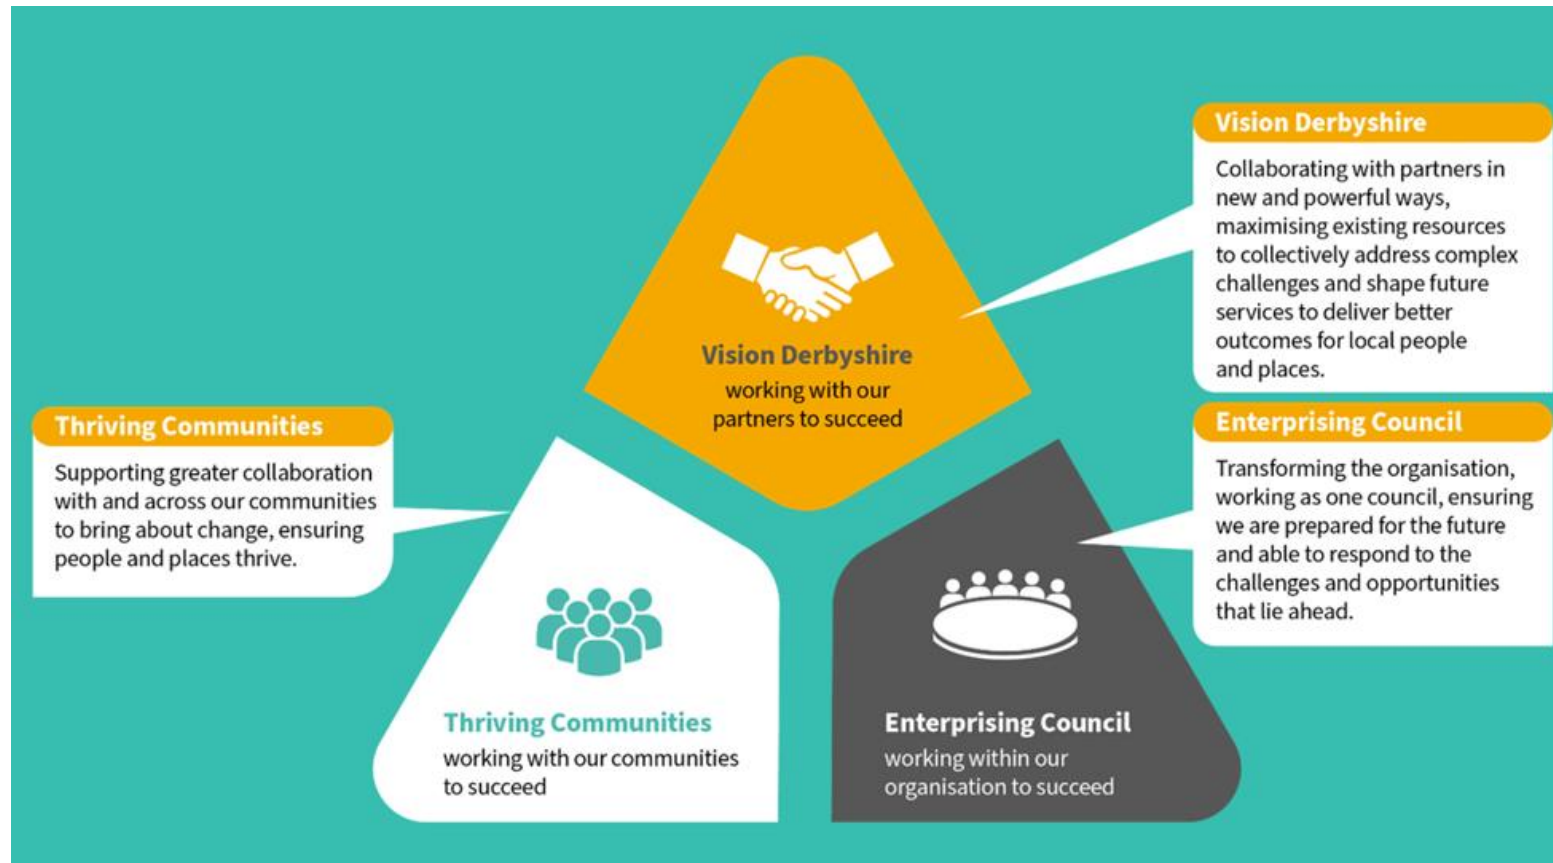 Vision Derbyshire
Collaborating with partners in
new and powerful ways,
maximising existing resources
to collectively address complex
challenges and shape future
services to deliver better
outcomes for local people
and places.
Vision Derbyshire
working with our
partners to succeed
Thriving Communities
Supporting greater collaboration
with and across our communities
to bring about change, ensuring
people and places thrive.
Enterprising Council
Transforming the organisation,
working as one council, ensuring
we are prepared for the future
and able to respond to the
challenges and opportunities
that lie ahead.
Thriving Communities
working with our communities
to succeed
Enterprising Council
working within our
organisation to succeed